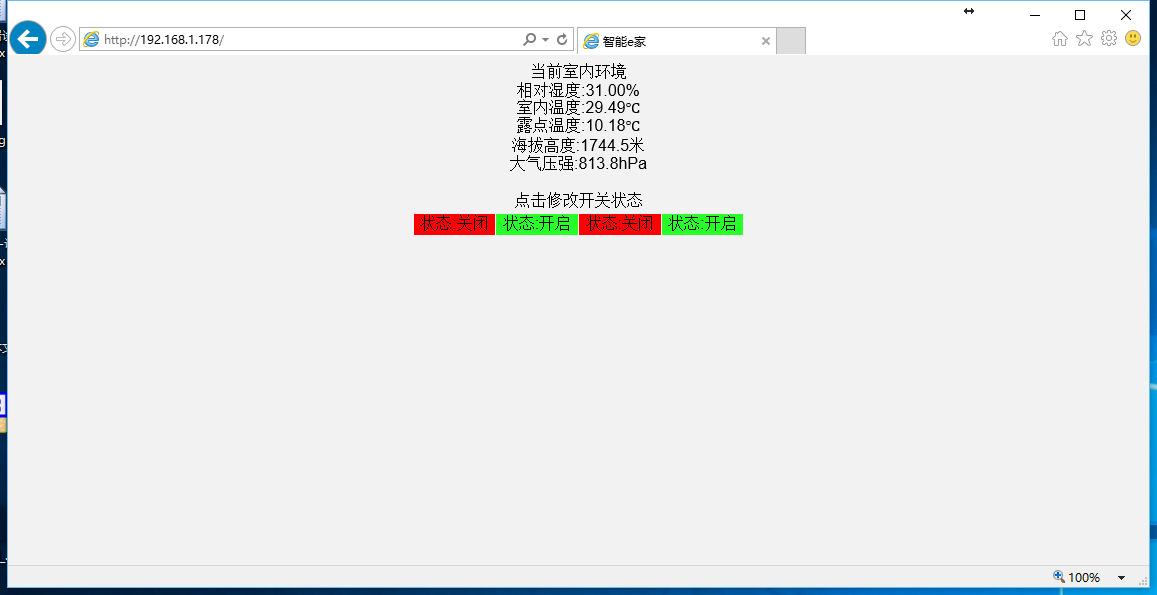 http://192.168.1.178/
智能e家
当前室内环境
相对湿度:31.00%
室内温度:29.49℃
露点温度:10.18℃
海拔高度:1744.5米
大气压强:813.8hPa
点击修改开关状态
状态:关闭 状态:开启 状态:关闭 状态:开启
100%